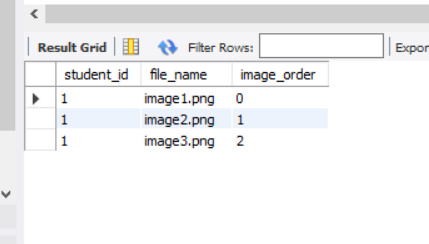 Result Grid Filter Rows: Expor
student_id file_name image_order
1 image1.png 0
1 image2.png 1
1 image3.png 2